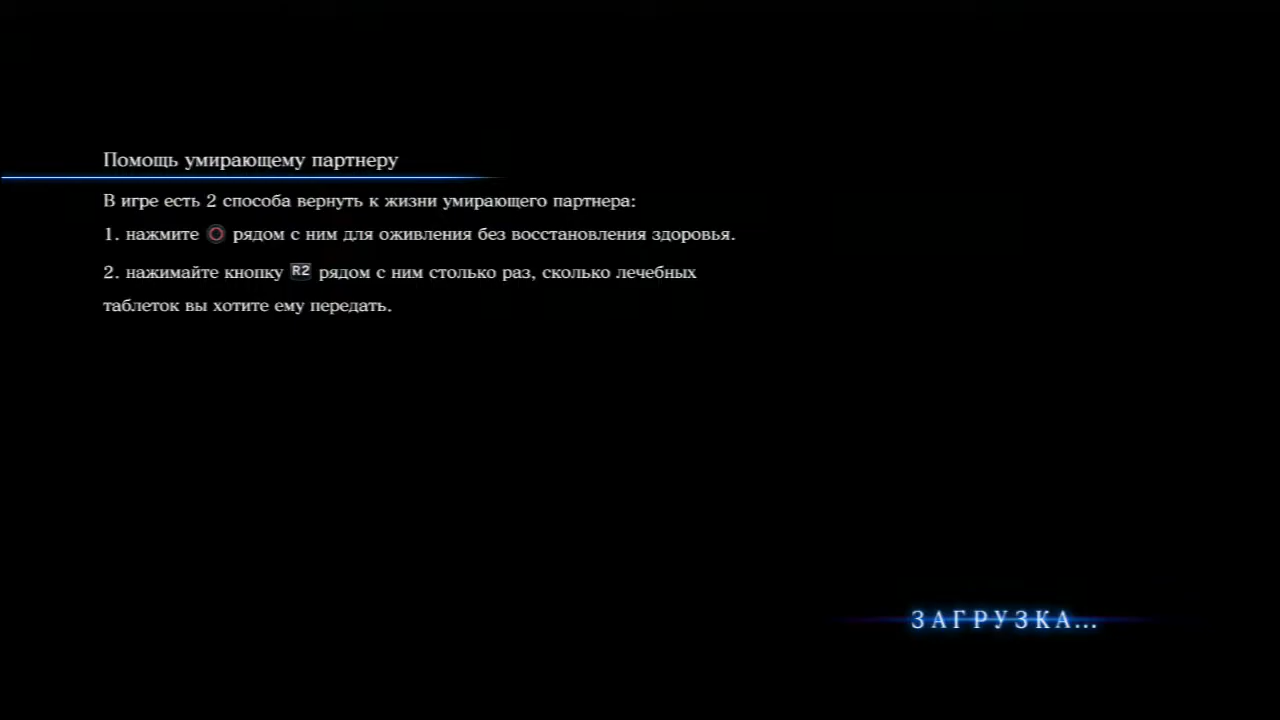 Помощь умирающему партнеру
В игре есть 2 способа вернуть к жизни умирающего партнера:
1. нажмите рядом с ним для оживления без восстановления здоровья.
2. нажимайте кнопку R2 рядом с ним столько раз, сколько лечебных
таблеток вы хотите ему передать.
ЗАГРУЗКА...